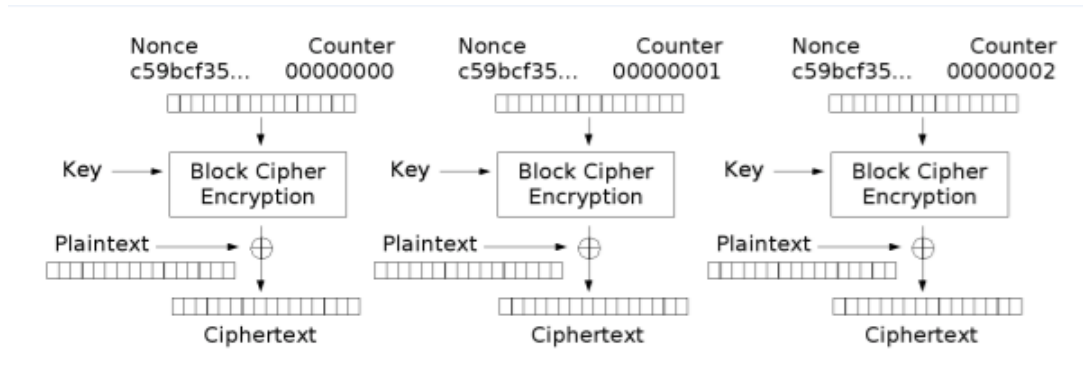 Nonce Counter Nonce Counter Nonce Counter
c59bcf35... 00000000 c59bcf35... 00000001 c59bcf35... 00000002
Key Block Cipher Key Block Cipher Key Block Cipher
Encryption Encryption Encryption
Plaintext Plaintext Plaintext
Ciphertext Ciphertext Ciphertext